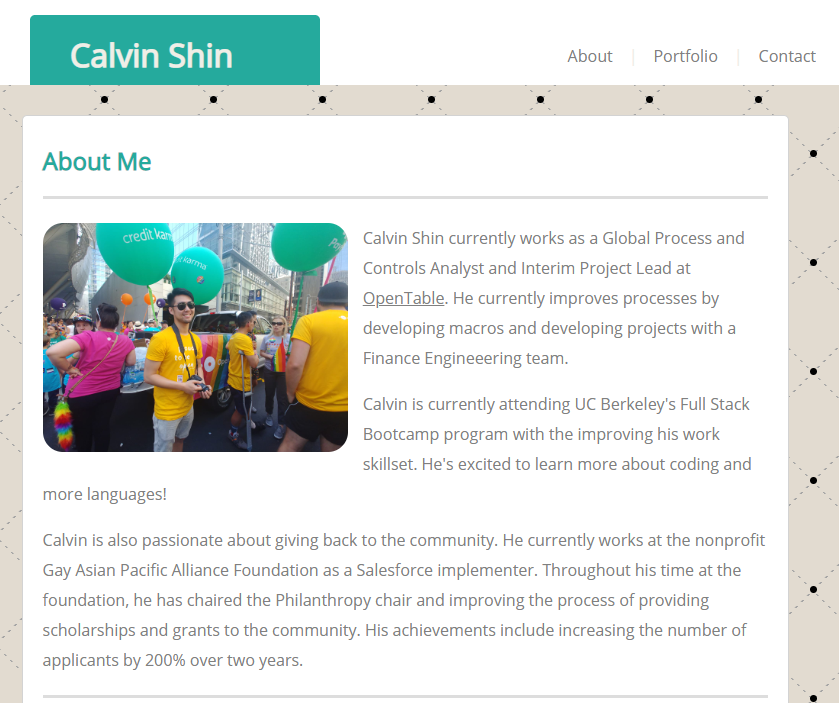 Calvin Shin
About
Portfolio
Contact
About Me
credit karma
karma
Calvin Shin currently works as a Global Process and
Controls Analyst and Interim Project Lead at
OpenTable. He currently improves processes by
developing macros and developing projects with a
Finance Engineeering team.
Calvin is currently attending UC Berkeley's Full Stack
Bootcamp program with the improving his work
skillset. He's excited to learn more about coding and
more languages!
Calvin is also passionate about giving back to the community. He currently works at the nonprofit
Gay Asian Pacific Alliance Foundation as a Salesforce implementer. Throughout his time at the
foundation, he has chaired the Philanthropy chair and improving the process of providing
scholarships and grants to the community. His achievements include increasing the number of
applicants by 200% over two years.